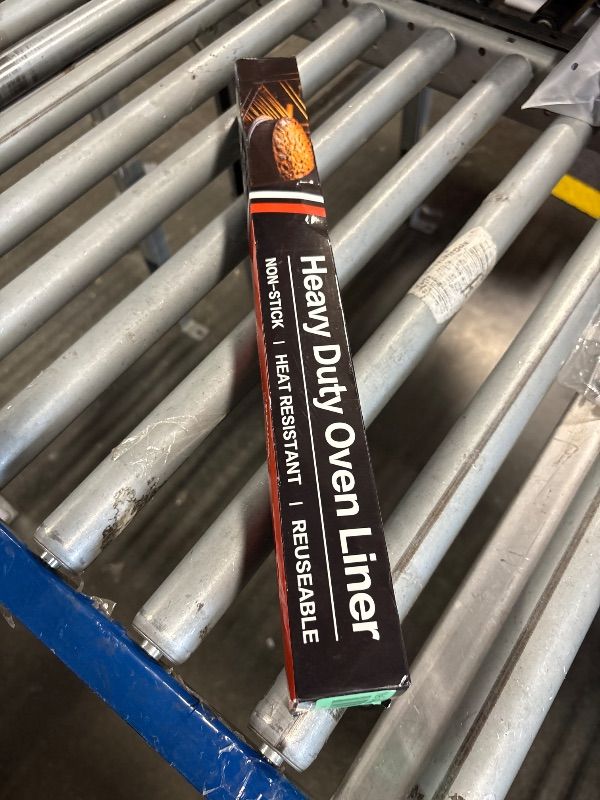 Heavy Duty Oven Liner
NON-STICK | HEAT RESISTANT | REUSEABLE